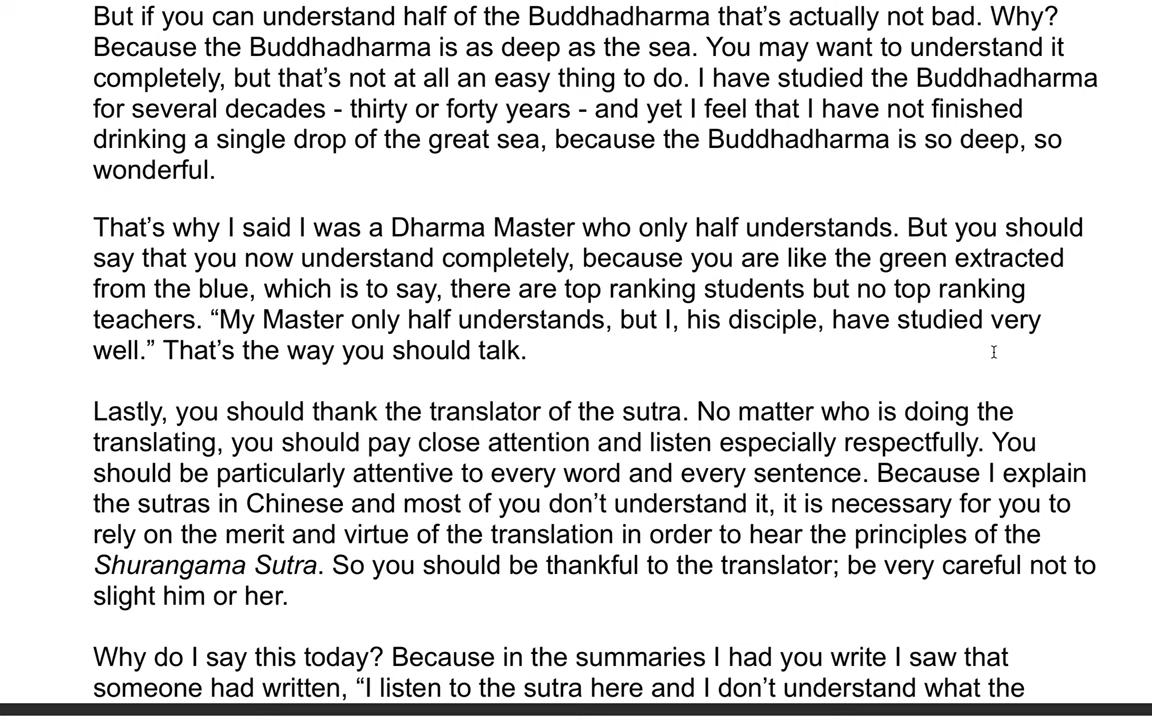 But if you can understand half of the Buddhadharma that’s actually not bad. Why?
Because the Buddhadharma is as deep as the sea. You may want to understand it
completely, but that’s not at all an easy thing to do. I have studied the Buddhadharma
for several decades - thirty or forty years - and yet I feel that I have not finished
drinking a single drop of the great sea, because the Buddhadharma is so deep, so
wonderful.
That’s why I said I was a Dharma Master who only half understands. But you should
say that you now understand completely, because you are like the green extracted
from the blue, which is to say, there are top ranking students but no top ranking
teachers. “My Master only half understands, but I, his disciple, have studied very
well.” That’s the way you should talk.
Lastly, you should thank the translator of the sutra. No matter who is doing the
translating, you should pay close attention and listen especially respectfully. You
should be particularly attentive to every word and every sentence. Because I explain
the sutras in Chinese and most of you don’t understand it, it is necessary for you to
rely on the merit and virtue of the translation in order to hear the principles of the
Shurangama Sutra. So you should be thankful to the translator; be very careful not to
slight him or her.
Why do I say this today? Because in the summaries I had you write I saw that
someone had written, “I listen to the sutra here and I don’t understand what the